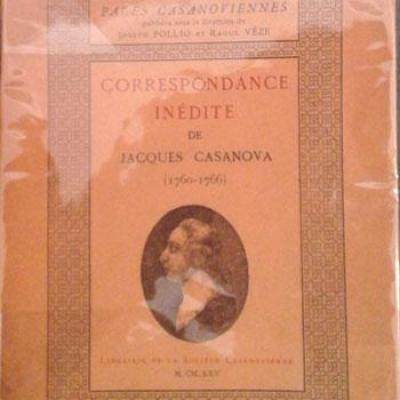 PAGES CASANOVIENNES
publiées sous la direction de
JOSEPH POLLIO ET RAOUL VÈZE
CORRESPONDANCE
INÉDITE
DE
JACQUES CASANOVA
(1760-1766)
LIBRAIRIE DE LA SOCIÉTÉ CASANOVIENNE
M. CM. XXV